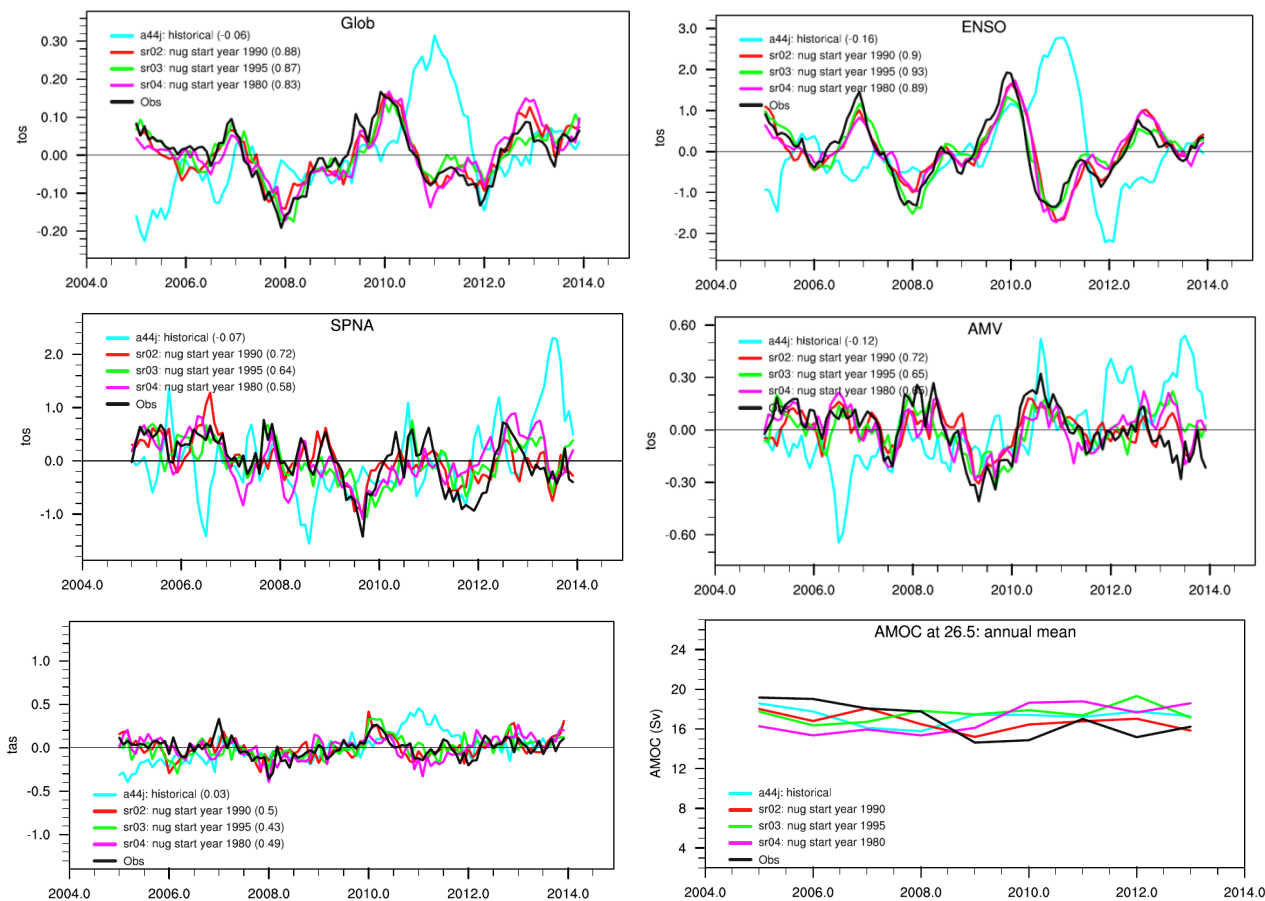 Glob
a44j: historical (-0.06)
sr02: nug start year 1990 (0.88)
sr03: nug start year 1995 (0.87)
sr04: nug start year 1980 (0.83)
Obs
tos
0.30
0.20
0.10
0.00
-0.10
-0.20
2004.0 2006.0 2008.0 2010.0 2012.0 2014.0
ENSO
a44j: historical (-0.16)
sr02: nug start year 1990 (0.9)
sr03: nug start year 1995 (0.93)
sr04: nug start year 1980 (0.89)
Obs
tos
3.0
2.0
1.0
0.0
-1.0
-2.0
2004.0 2006.0 2008.0 2010.0 2012.0 2014.0
SPNA
a44j: historical (-0.07)
sr02: nug start year 1990 (0.72)
sr03: nug start year 1995 (0.64)
sr04: nug start year 1980 (0.58)
Obs
tos
2.0
1.0
0.0
-1.0
2004.0 2006.0 2008.0 2010.0 2012.0 2014.0
AMV
a44j: historical (-0.12)
sr02: nug start year 1990 (0.72)
sr03: nug start year 1995 (0.65)
sr04: nug start year 1980 (0.65)
Obs
tos
0.60
0.30
0.00
-0.30
-0.60
2004.0 2006.0 2008.0 2010.0 2012.0 2014.0
tas
1.0
0.5
0.0
-0.5
-1.0
a44j: historical (0.03)
sr02: nug start year 1990 (0.5)
sr03: nug start year 1995 (0.43)
sr04: nug start year 1980 (0.49)
Obs
2004.0 2006.0 2008.0 2010.0 2012.0 2014.0
AMOC at 26.5: annual mean
AMOC (Sv)
24
20
16
12
8
4
a44j: historical
sr02: nug start year 1990
sr03: nug start year 1995
sr04: nug start year 1980
Obs
2004.0 2006.0 2008.0 2010.0 2012.0 2014.0